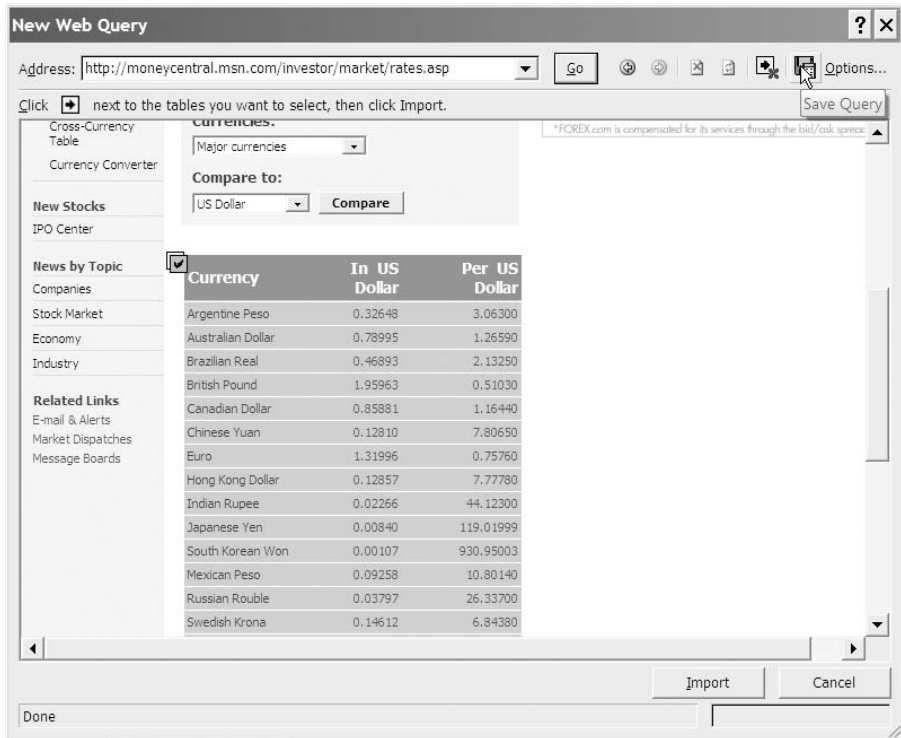 New Web Query
Address: http://moneycentral.msn.com/investor/market/rates.asp Go Options...
Click next to the tables you want to select, then click Import.
Save Query
Cross-Currency
Table
Currency Converter
New Stocks
IPO Center
News by Topic
Companies
Stock Market
Economy
Industry
Related Links
E-mail & Alerts
Market Dispatches
Message Boards
Currencies:
Major currencies
Compare to:
US Dollar Compare
*FOREX.com is compensated for its services through the bid/ask spread
Currency In US Dollar Per US Dollar
Argentine Peso 0.32648 3.06300
Australian Dollar 0.78995 1.26590
Brazilian Real 0.46893 2.13250
British Pound 1.95963 0.51030
Canadian Dollar 0.85881 1.16440
Chinese Yuan 0.12810 7.80650
Euro 1.31996 0.75760
Hong Kong Dollar 0.12857 7.77780
Indian Rupee 0.02266 44.12300
Japanese Yen 0.00840 119.01999
South Korean Won 0.00107 930.95003
Mexican Peso 0.09258 10.80140
Russian Rouble 0.03797 26.33700
Swedish Krona 0.14612 6.84380
Import Cancel
Done